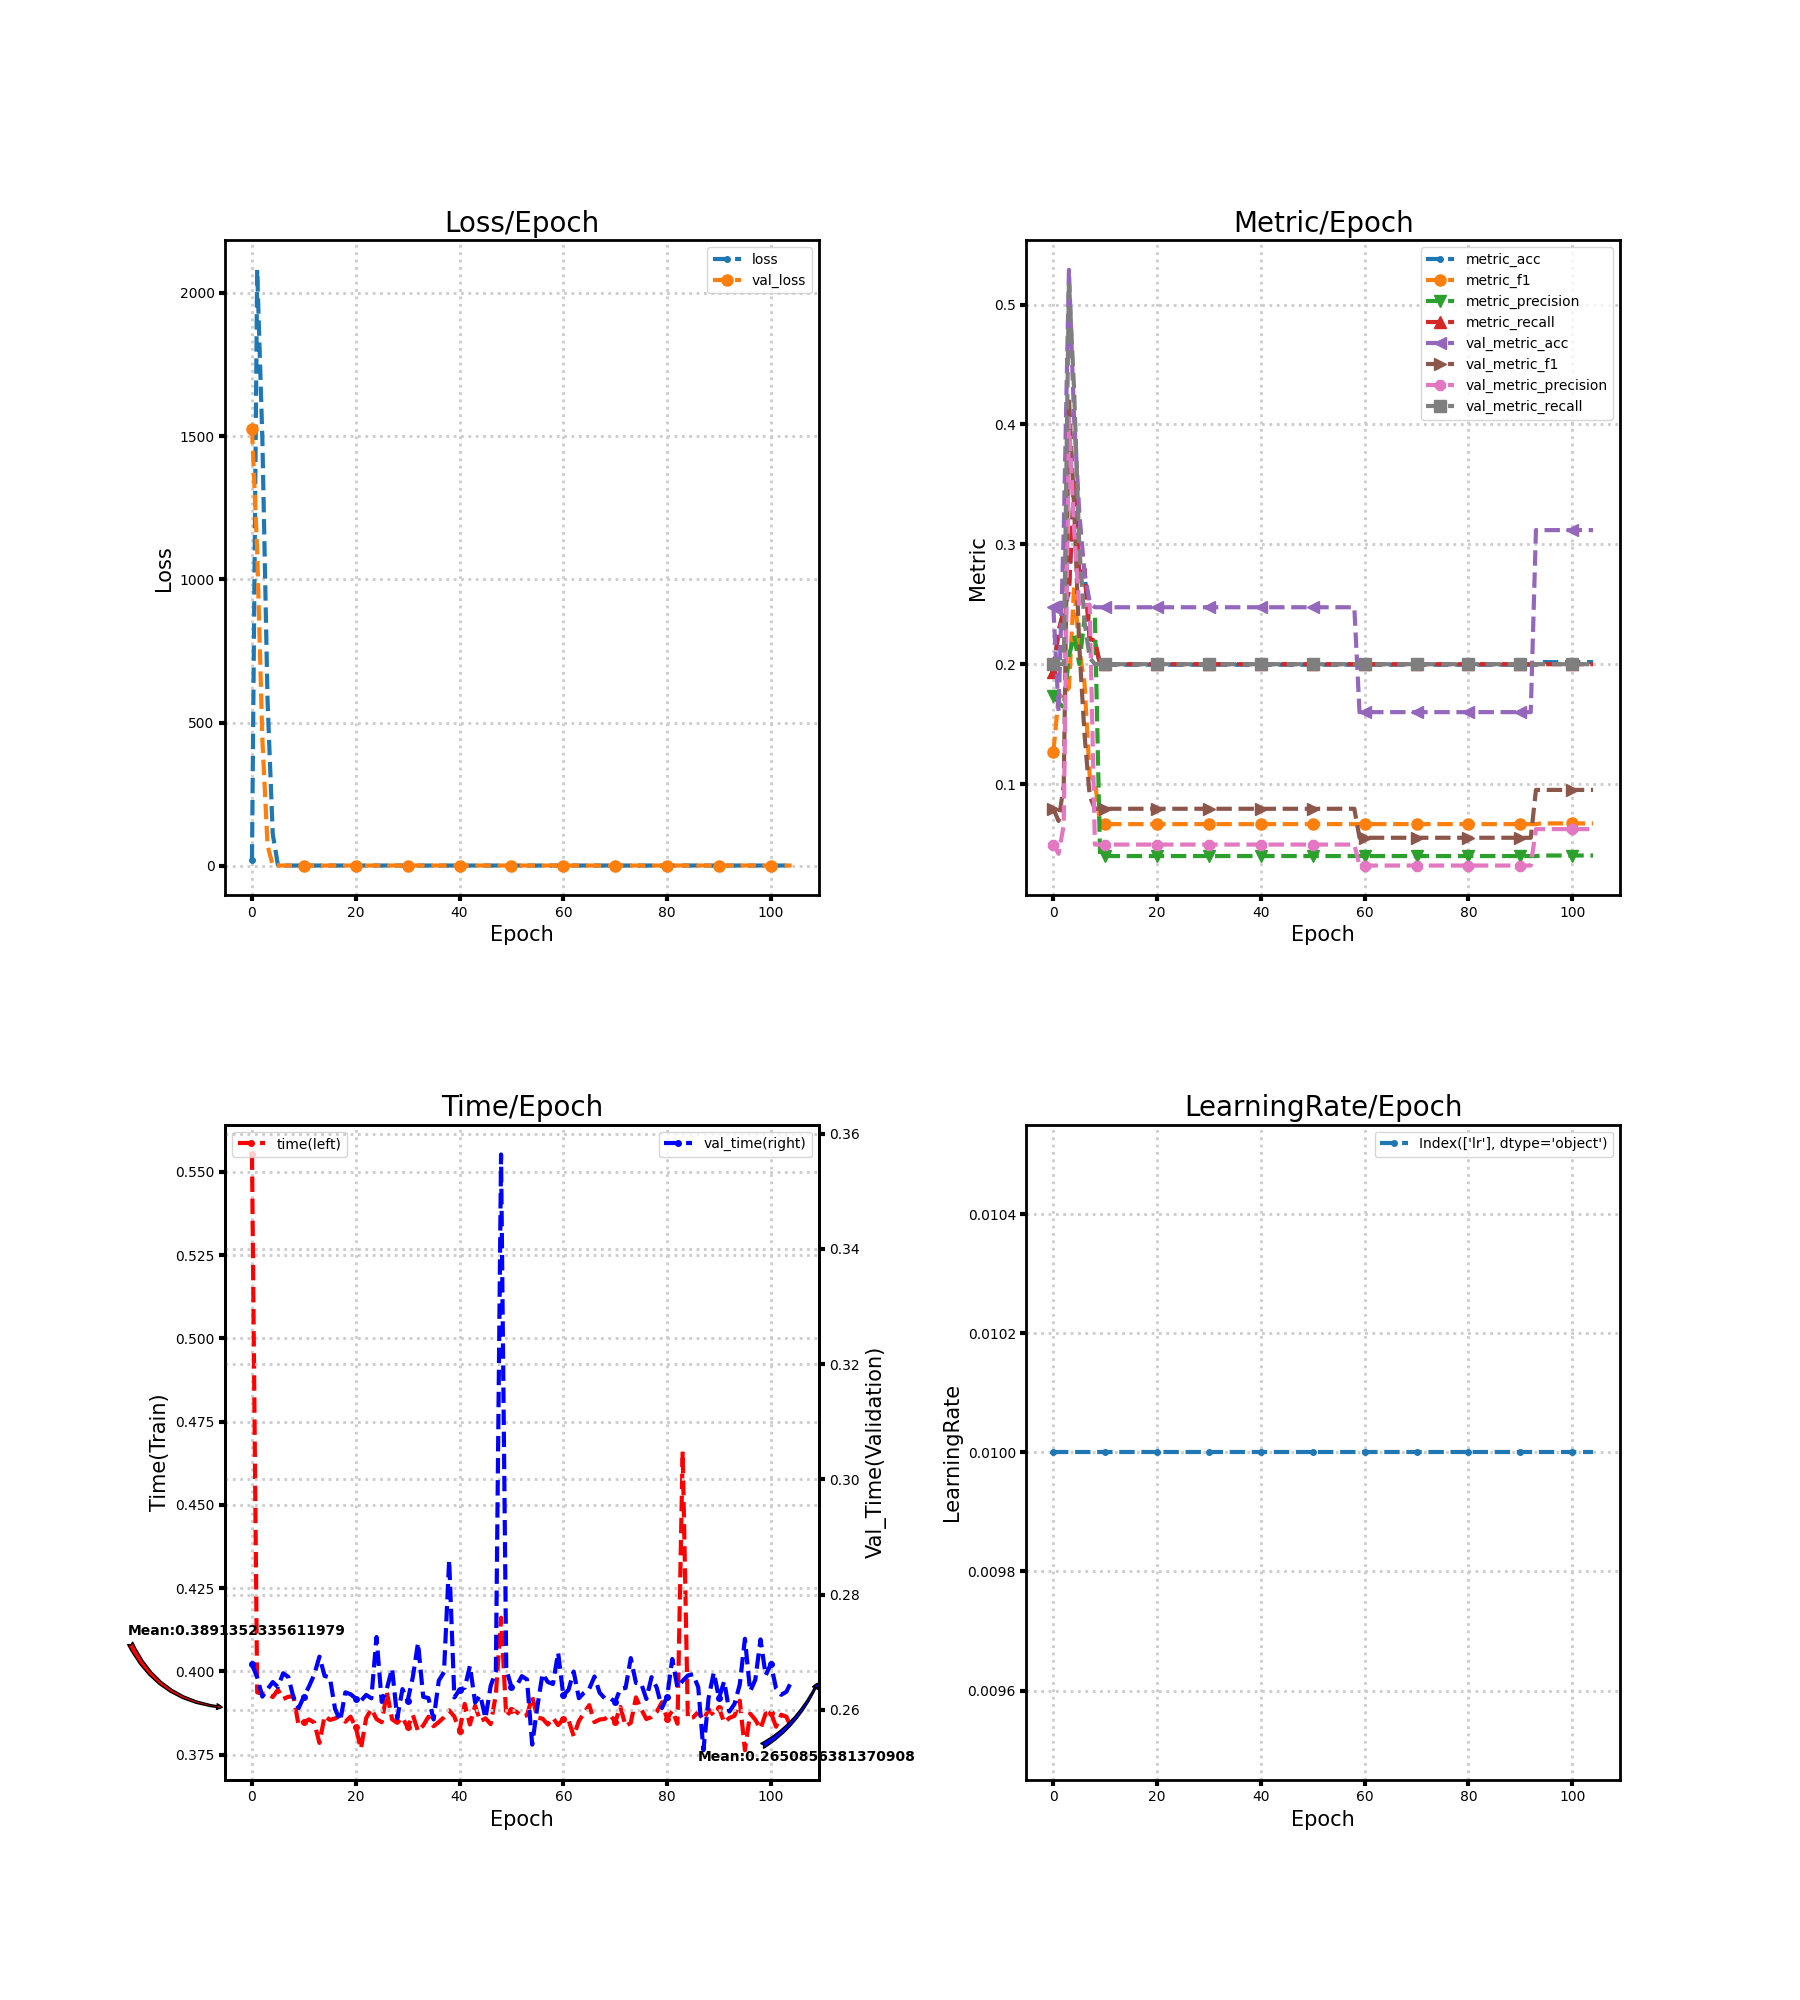 Loss/Epoch
loss
val_loss
2000
1500
1000
500
0
Loss
0 20 40 60 80 100
Epoch
Metric/Epoch
metric_acc
metric_f1
metric_precision
metric_recall
val_metric_acc
val_metric_f1
val_metric_precision
val_metric_recall
0.5
0.4
0.3
0.2
0.1
Metric
0 20 40 60 80 100
Epoch
Time/Epoch
time(left)
val_time(right)
0.550
0.525
0.500
0.475
0.450
0.425
0.400
0.375
Time(Train)
0.36
0.34
0.32
0.30
0.28
0.26
Val_Time(Validation)
Mean:0.3891352335611979
Mean:0.2650856381370908
0 20 40 60 80 100
Epoch
LearningRate/Epoch
Index(['lr'], dtype='object')
0.0104
0.0102
0.0100
0.0098
0.0096
LearningRate
0 20 40 60 80 100
Epoch